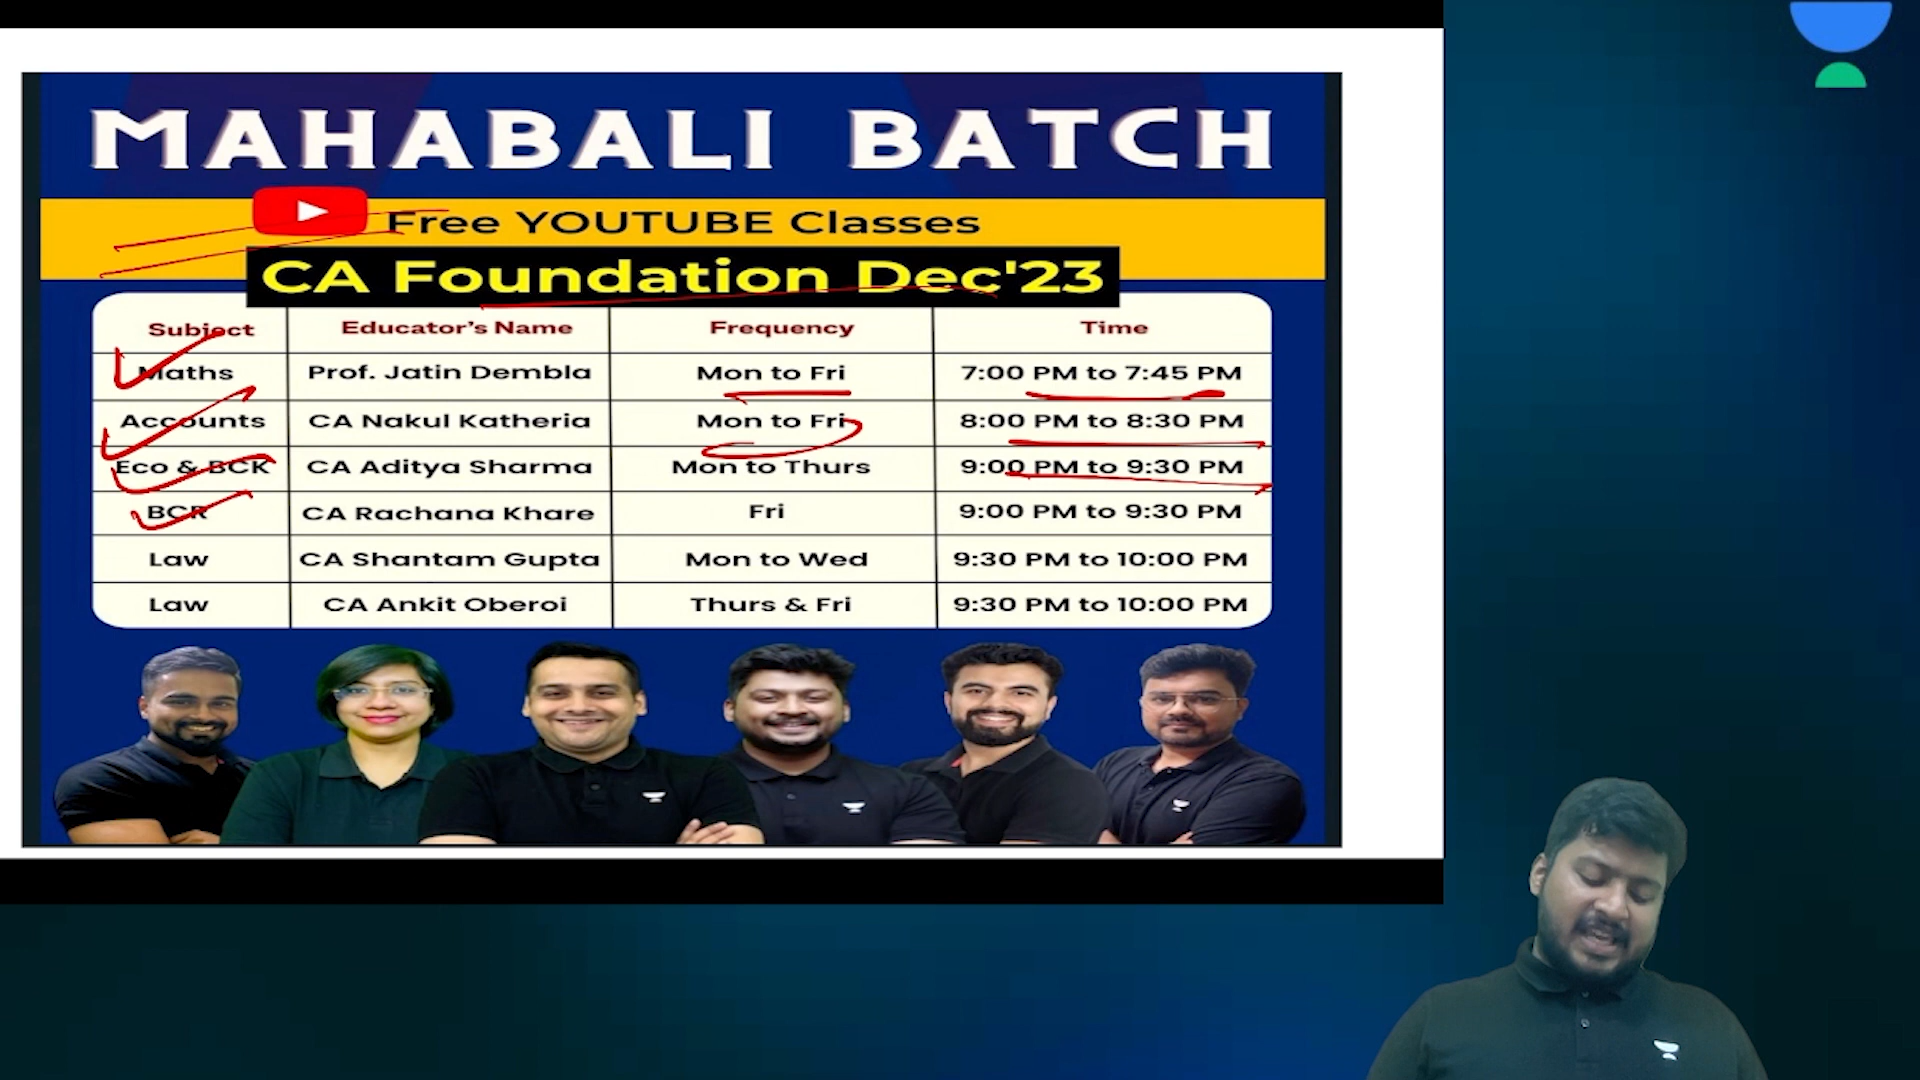 MAHABALI BATCH
Free YOUTUBE Classes
CA Foundation Dec'23
Subject Educator's Name Frequency Time
Maths Prof. Jatin Dembla Mon to Fri 7:00 PM to 7:45 PM
Accounts CA Nakul Katheria Mon to Fri 8:00 PM to 8:30 PM
Eco & BCK CA Aditya Sharma Mon to Thurs 9:00 PM to 9:30 PM
BCR CA Rachana Khare Fri 9:00 PM to 9:30 PM
Law CA Shantam Gupta Mon to Wed 9:30 PM to 10:00 PM
Law CA Ankit Oberoi Thurs & Fri 9:30 PM to 10:00 PM